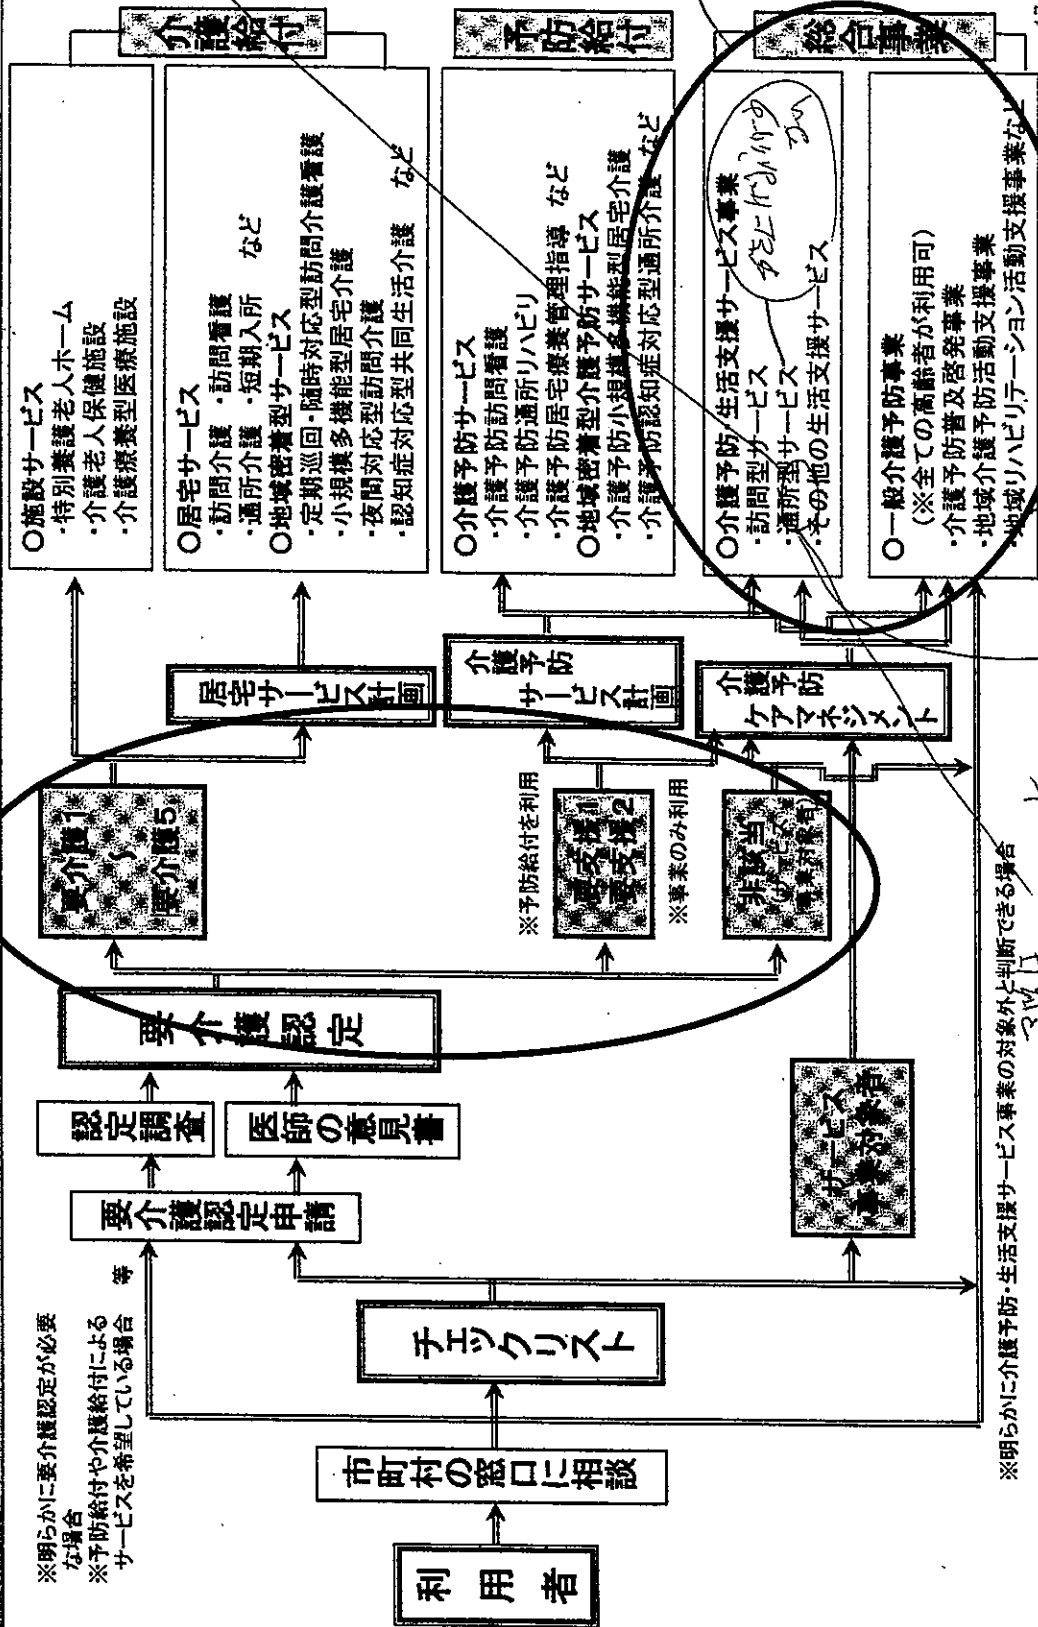 利用者
市町村の窓口に相談
※明らかに要介護認定が必要
な場合
※予防給付や介護給付による
サービスを希望している場合　等
チェックリスト
要介護認定申請
認定調査
医師の意見書
要介護認定
サービス
事業対象者
要介護1
～
要介護5
※予防給付を利用
要支援1
要支援2
※事業のみ利用
非該当
居宅サービス計画
介護予防
サービス計画
介護予防
ケアマネジメント
○施設サービス
・特別養護老人ホーム
・介護老人保健施設
・介護療養型医療施設
○居宅サービス
・訪問介護　・訪問看護
・通所介護　・短期入所　など
○地域密着型サービス
・定期巡回・随時対応型訪問介護看護
・小規模多機能型居宅介護
・夜間対応型訪問介護
・認知症対応型共同生活介護　など
介護給付
○介護予防サービス
・介護予防訪問看護
・介護予防通所リハビリ
・介護予防居宅療養管理指導　など
○地域密着型介護予防サービス
・介護予防小規模多機能型居宅介護
・介護予防認知症対応型通所介護　など
予防給付
○介護予防・生活支援サービス事業
・訪問型サービス
・通所型サービス
・その他の生活支援サービス
○一般介護予防事業
（※全ての高齢者が利用可）
・介護予防普及啓発事業
・地域介護予防活動支援事業
・地域リハビリテーション活動支援事業など
総合事業
※明らかに介護予防・生活支援サービス事業の対象外と判断できる場合